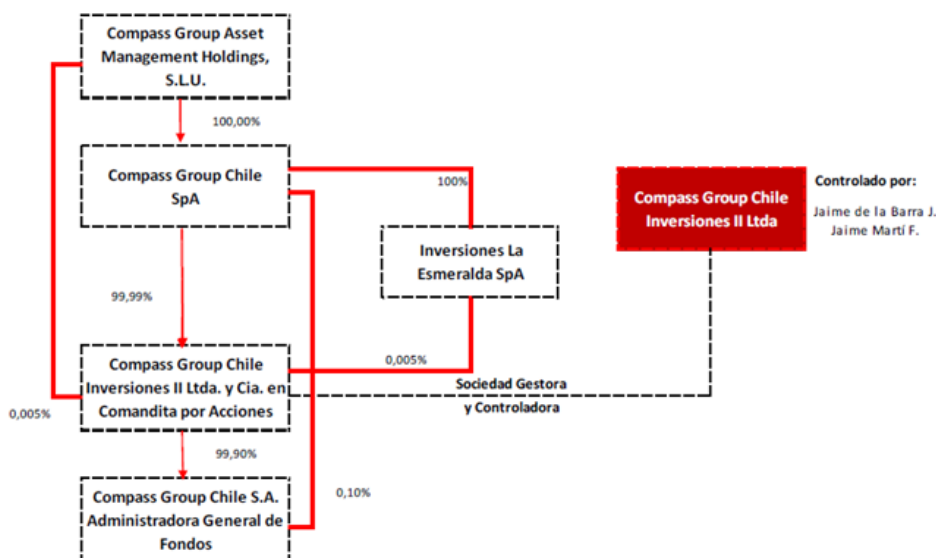 Compass Group Asset
Management Holdings,
S.L.U.
100,00%
Compass Group Chile
SpA
100%
Compass Group Chile
Inversiones II Ltda
Controlado por:
Jaime de la Barra J.
Jaime Martí F.
Inversiones La
Esmeralda SpA
99,99%
Compass Group Chile
Inversiones II Ltda. y Cia. en
Comandita por Acciones
0,005%
0,005%
Sociedad Gestora
y Controladora
99,90%
Compass Group Chile S.A.
Administradora General de
Fondos
0,10%